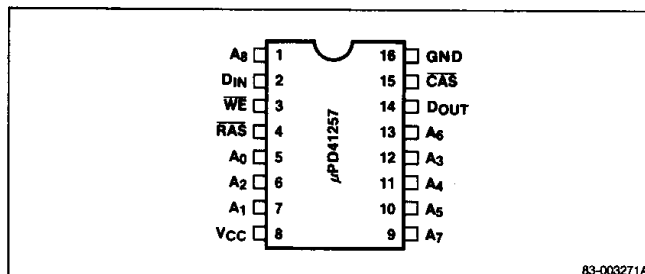 A8 1 16 GND
DIN 2 15 CAS
WE 3 14 DOUT
RAS 4 13 A6
A0 5 12 A3
A2 6 11 A4
A1 7 10 A5
VCC 8 9 A7
μPD41257
83-003271A